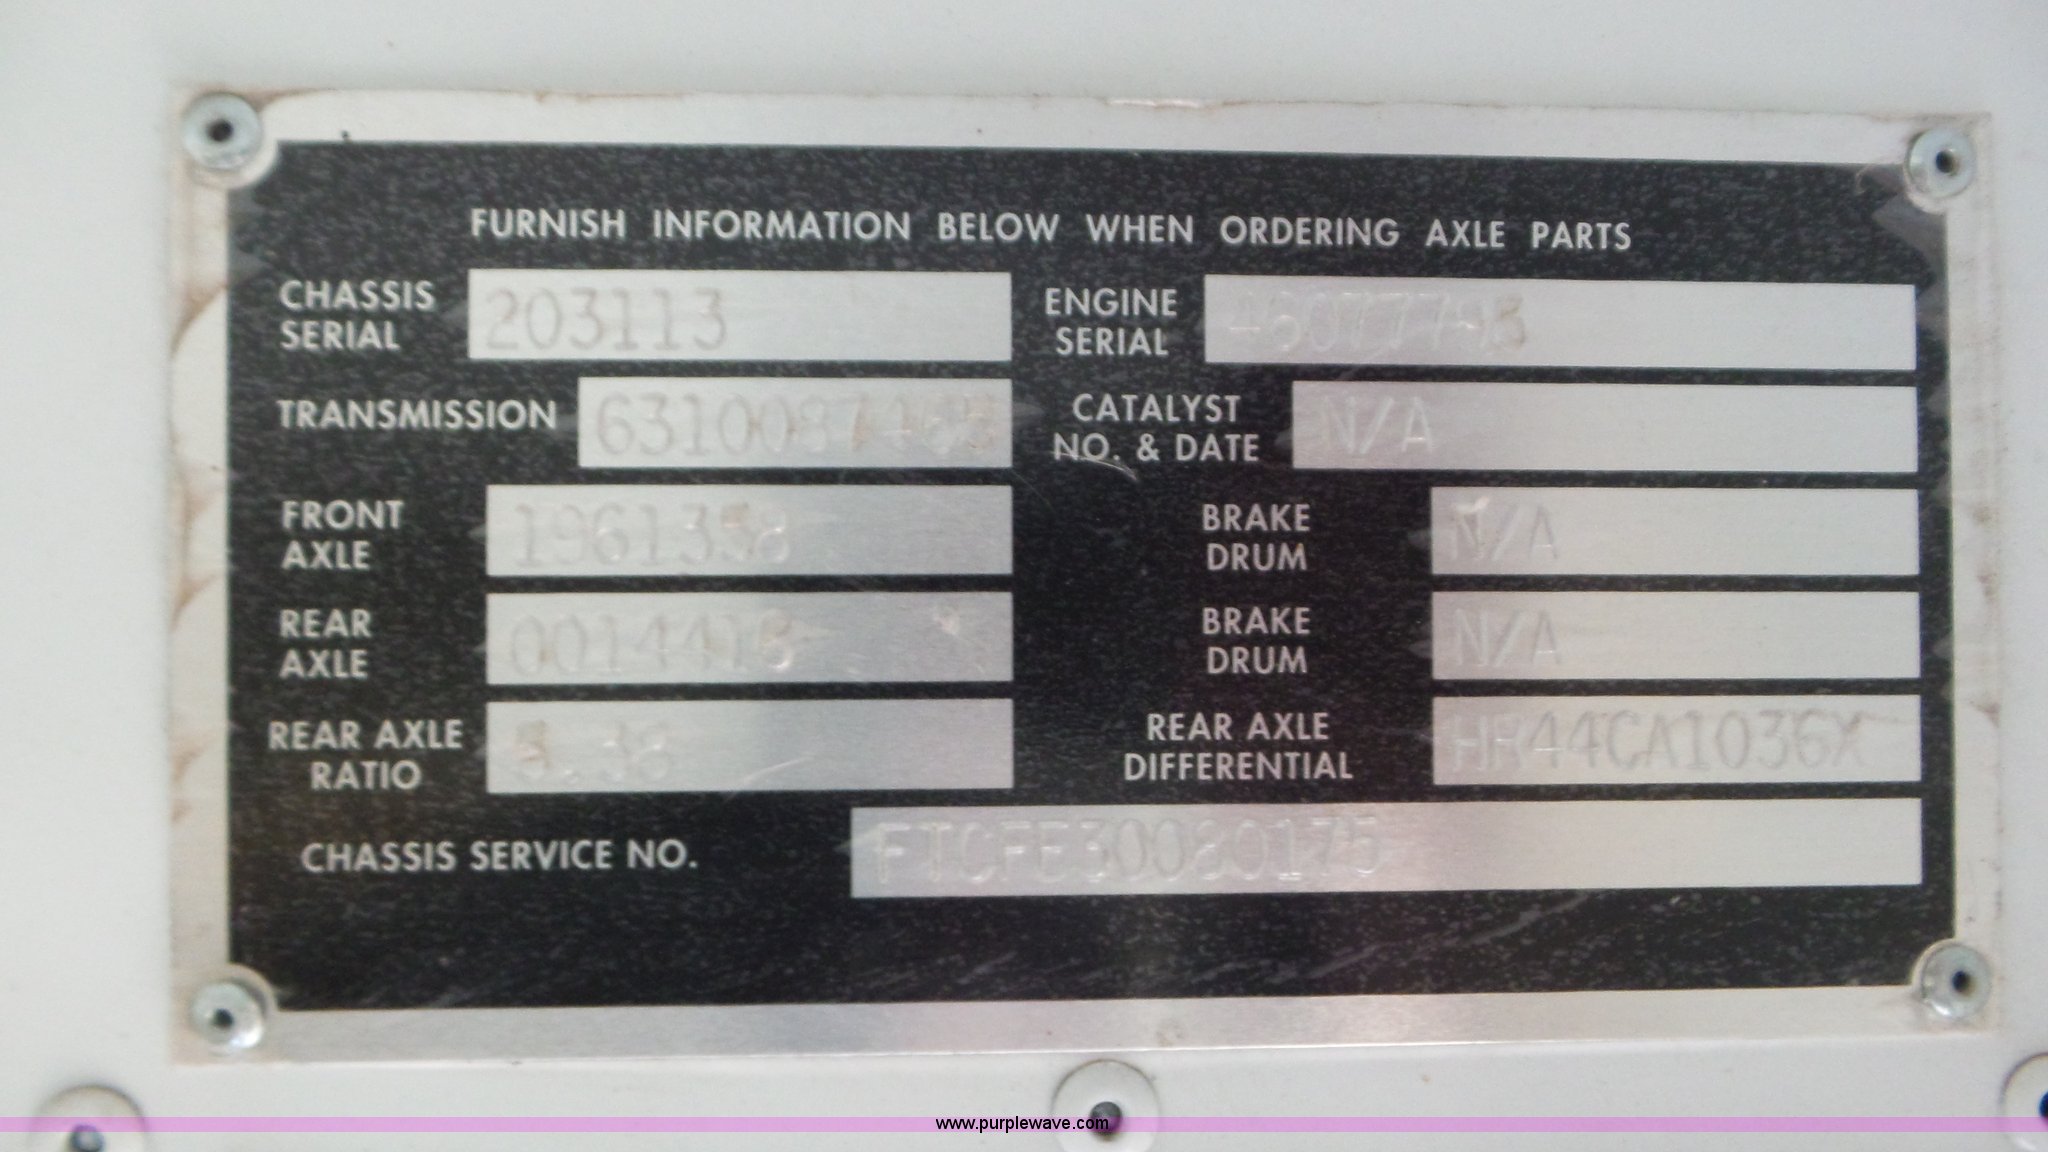 FURNISH INFORMATION BELOW WHEN ORDERING AXLE PARTS
CHASSIS SERIAL 203113
ENGINE SERIAL
TRANSMISSION
CATALYST NO. & DATE N/A
FRONT AXLE 1961358
BRAKE DRUM N/A
REAR AXLE
BRAKE DRUM N/A
REAR AXLE RATIO
REAR AXLE DIFFERENTIAL HR44CA1036X
CHASSIS SERVICE NO. FTCFE30080175
www.purplewave.com